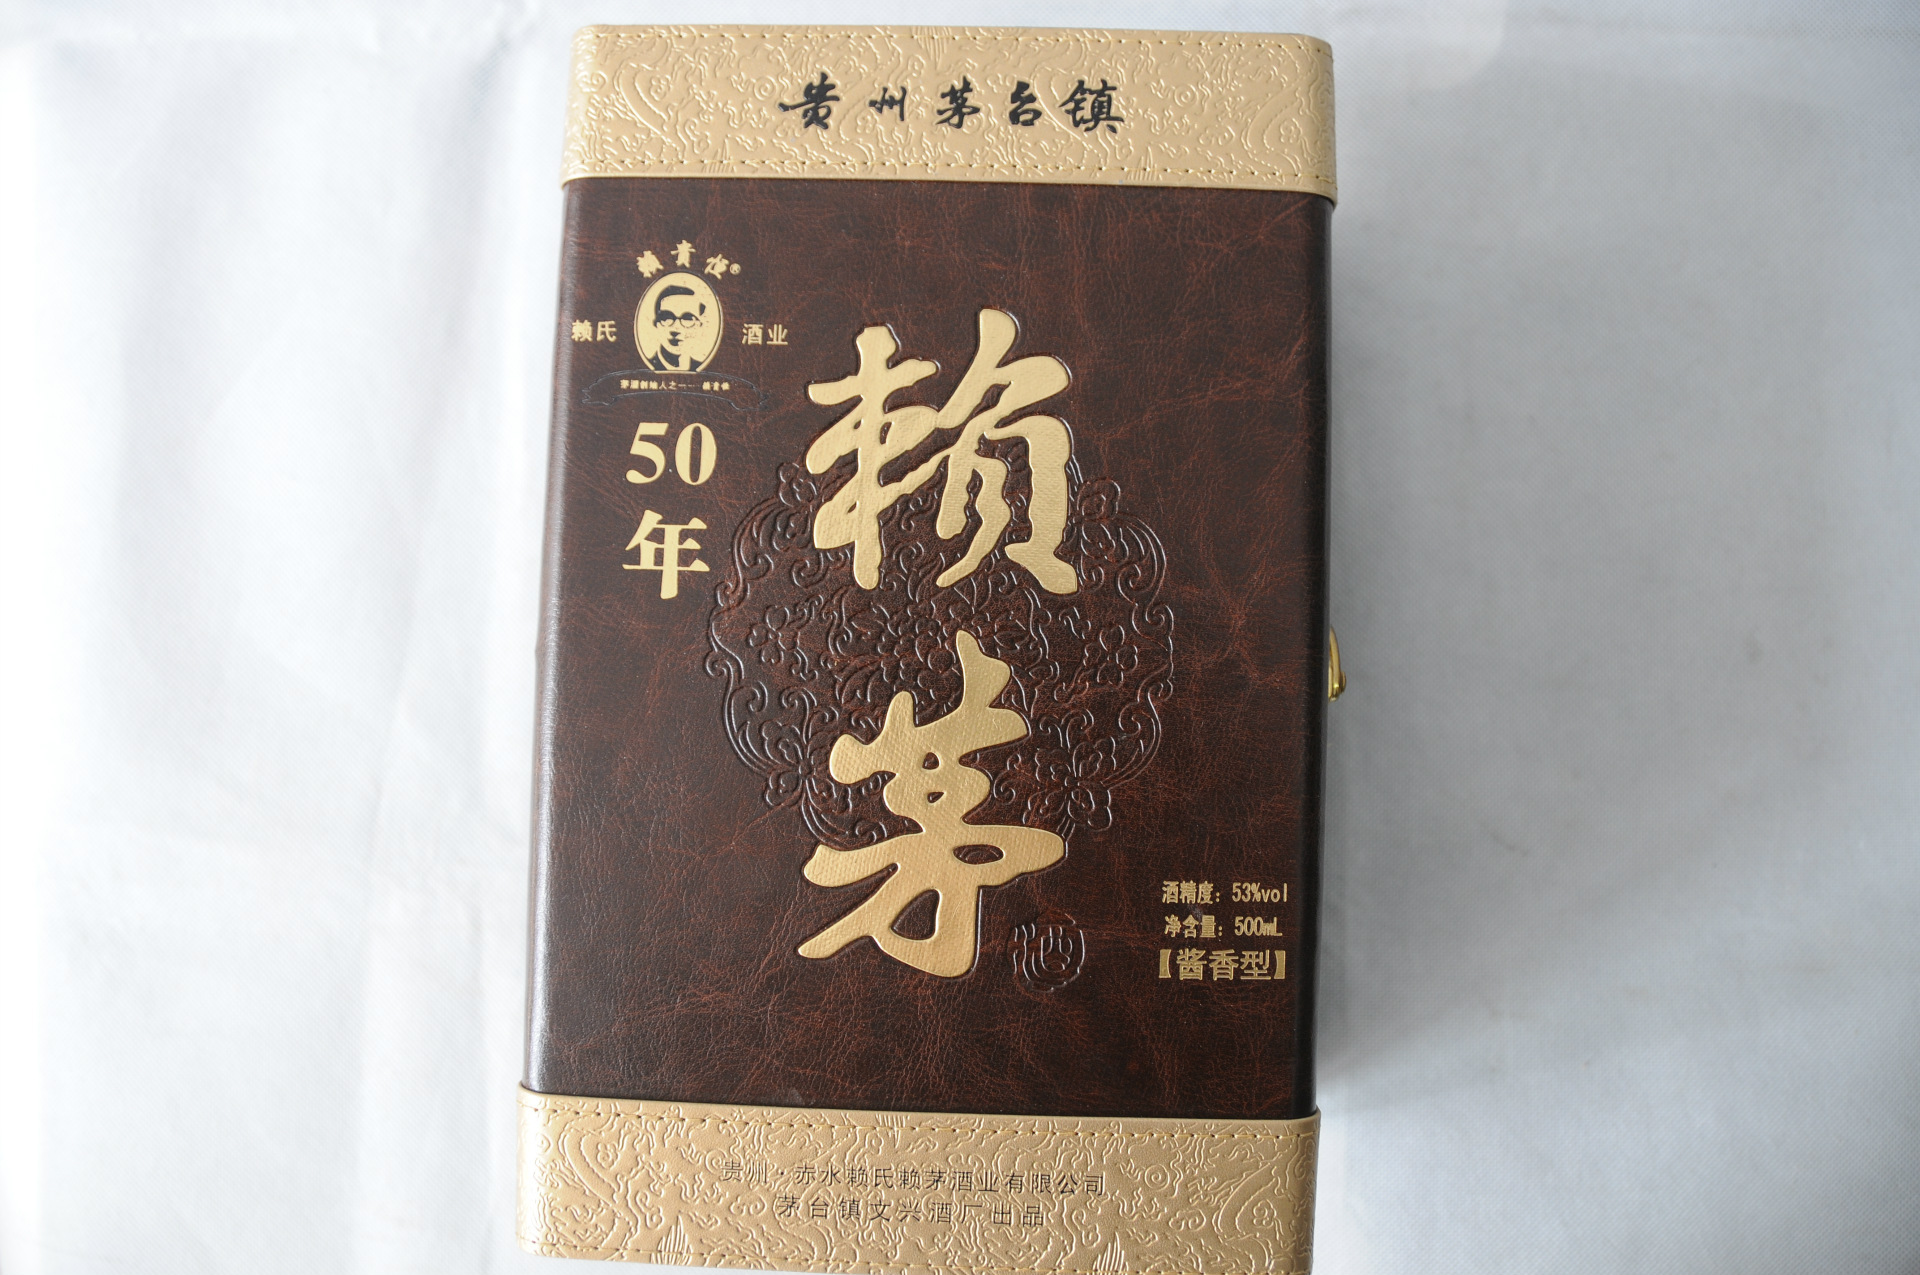 贵州茅台镇
賴貴山®
赖氏 酒业
50
年
赖
茅
酒
酒精度：53%vol
净含量：500mL
【酱香型】
贵州·赤水赖氏赖茅酒业有限公司
茅台镇文兴酒厂出品